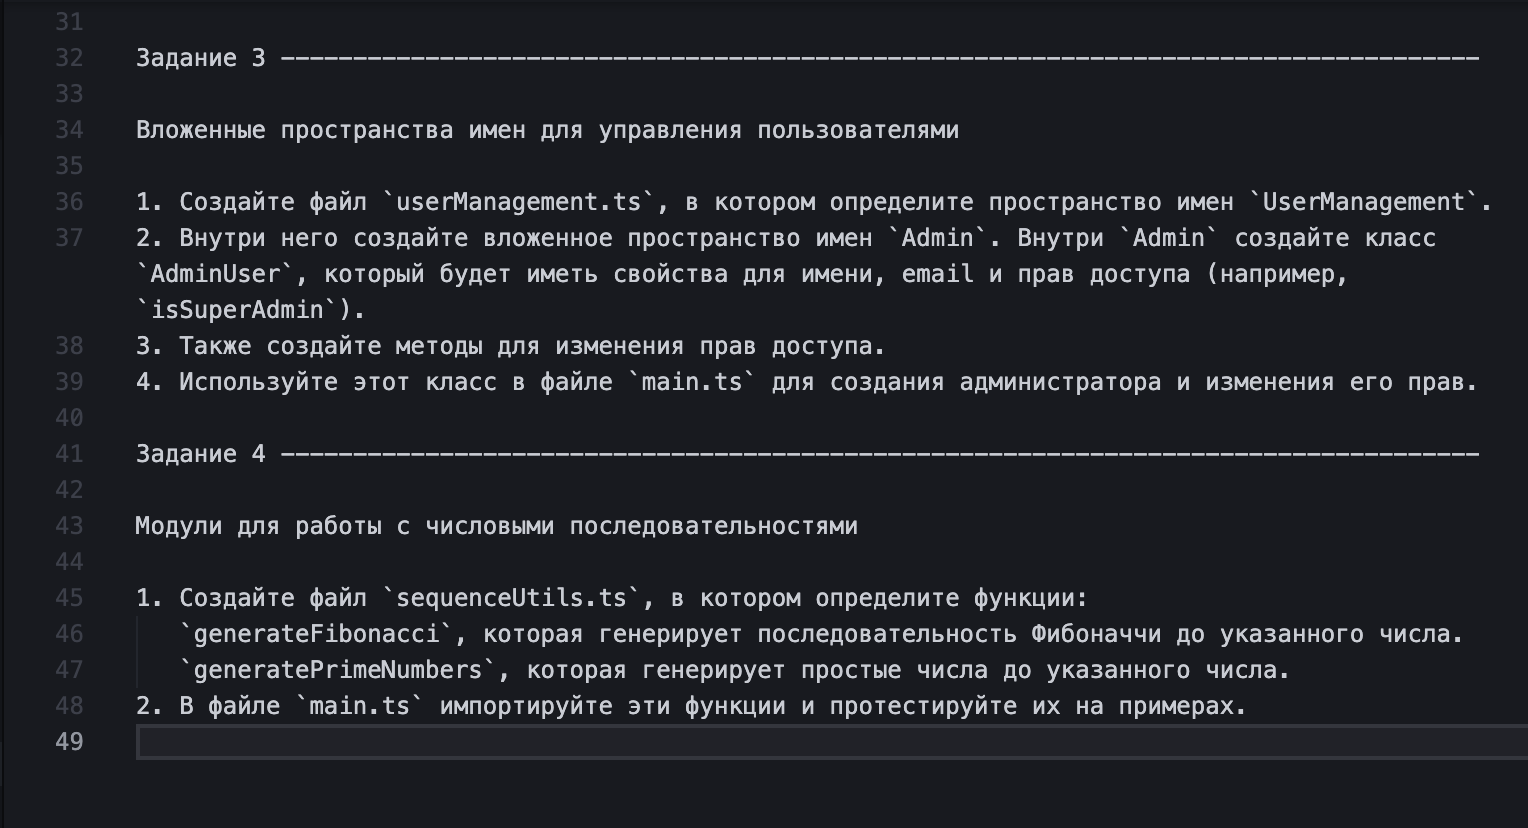 31
32 Задание 3 -----------------------------------------------------------------------------------
33
34 Вложенные пространства имен для управления пользователями
35
36 1. Создайте файл `userManagement.ts`, в котором определите пространство имен `UserManagement`.
37 2. Внутри него создайте вложенное пространство имен `Admin`. Внутри `Admin` создайте класс
`AdminUser`, который будет иметь свойства для имени, email и прав доступа (например,
`isSuperAdmin`).
38 3. Также создайте методы для изменения прав доступа.
39 4. Используйте этот класс в файле `main.ts` для создания администратора и изменения его прав.
40
41 Задание 4 -----------------------------------------------------------------------------------
42
43 Модули для работы с числовыми последовательностями
44
45 1. Создайте файл `sequenceUtils.ts`, в котором определите функции:
46 `generateFibonacci`, которая генерирует последовательность Фибоначчи до указанного числа.
47 `generatePrimeNumbers`, которая генерирует простые числа до указанного числа.
48 2. В файле `main.ts` импортируйте эти функции и протестируйте их на примерах.
49